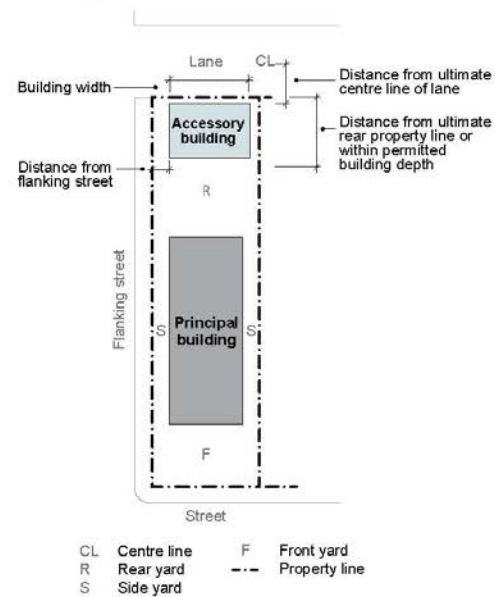 Lane
CL
Building width
Distance from ultimate
centre line of lane
Accessory
building
Distance from ultimate
rear property line or
within permitted
building depth
Distance from
flanking street
R
Flanking street
S
Principal
building
S
F
Street
CL Centre line
F Front yard
R Rear yard
Property line
S Side yard